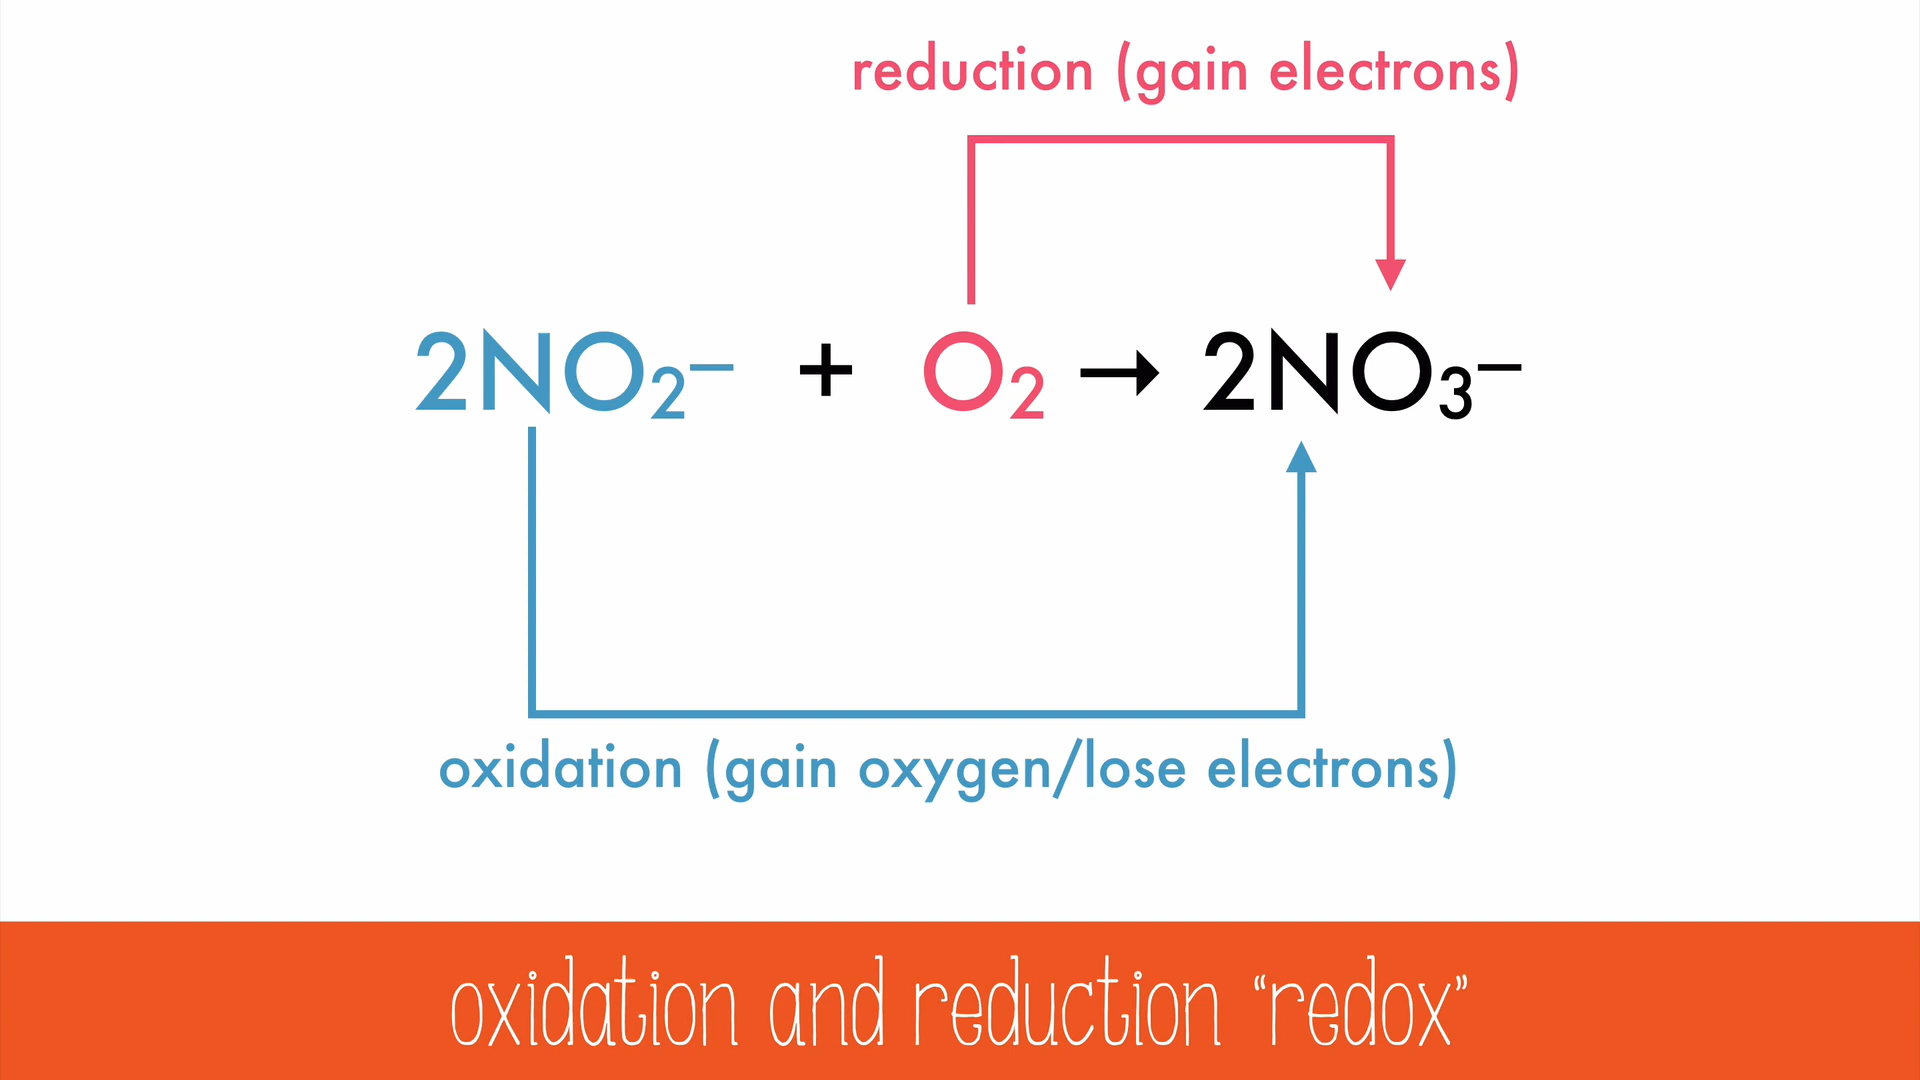 reduction (gain electrons)
2NO₂⁻ + O₂ → 2NO₃⁻
oxidation (gain oxygen/lose electrons)
oxidation and reduction “redox”